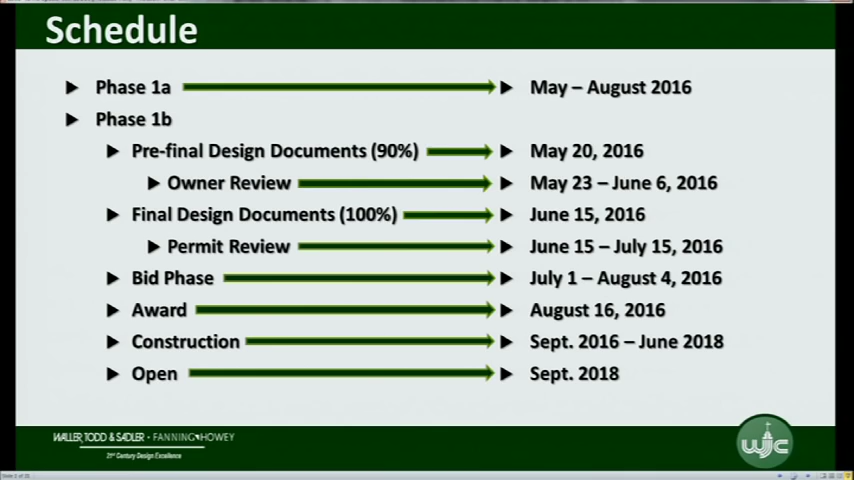 Schedule
Phase 1a May – August 2016
Phase 1b
Pre-final Design Documents (90%) May 20, 2016
Owner Review May 23 – June 6, 2016
Final Design Documents (100%) June 15, 2016
Permit Review June 15 – July 15, 2016
Bid Phase July 1 – August 4, 2016
Award August 16, 2016
Construction Sept. 2016 – June 2018
Open Sept. 2018
WALLER, TODD & SADLER • FANNING HOWEY
21st Century Design Excellence
wjc